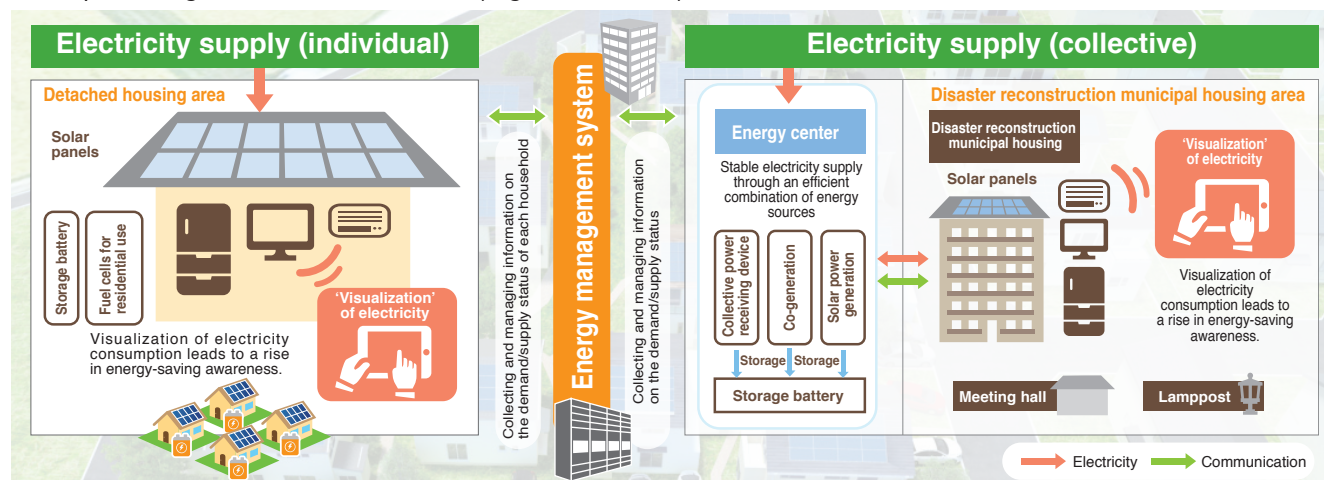 Electricity supply (individual)
Detached housing area
Solar
panels
Storage battery
Fuel cells for
residential use
'Visualization'
of electricity
Visualization of electricity
consumption leads to a rise
in energy-saving awareness.
Collecting and managing information on
the demand/supply status of each household
Energy management system
Collecting and managing information
on the demand/supply status
Electricity supply (collective)
Energy center
Stable electricity supply
through an efficient
combination of energy
sources
Collective power
receiving device
Co-generation
Solar power
generation
Storage
Storage
Storage battery
Disaster reconstruction municipal housing area
Disaster reconstruction
municipal housing
Solar panels
'Visualization'
of electricity
Visualization of
electricity
consumption leads to
a rise in energy-saving
awareness.
Meeting hall
Lamppost
Electricity
Communication